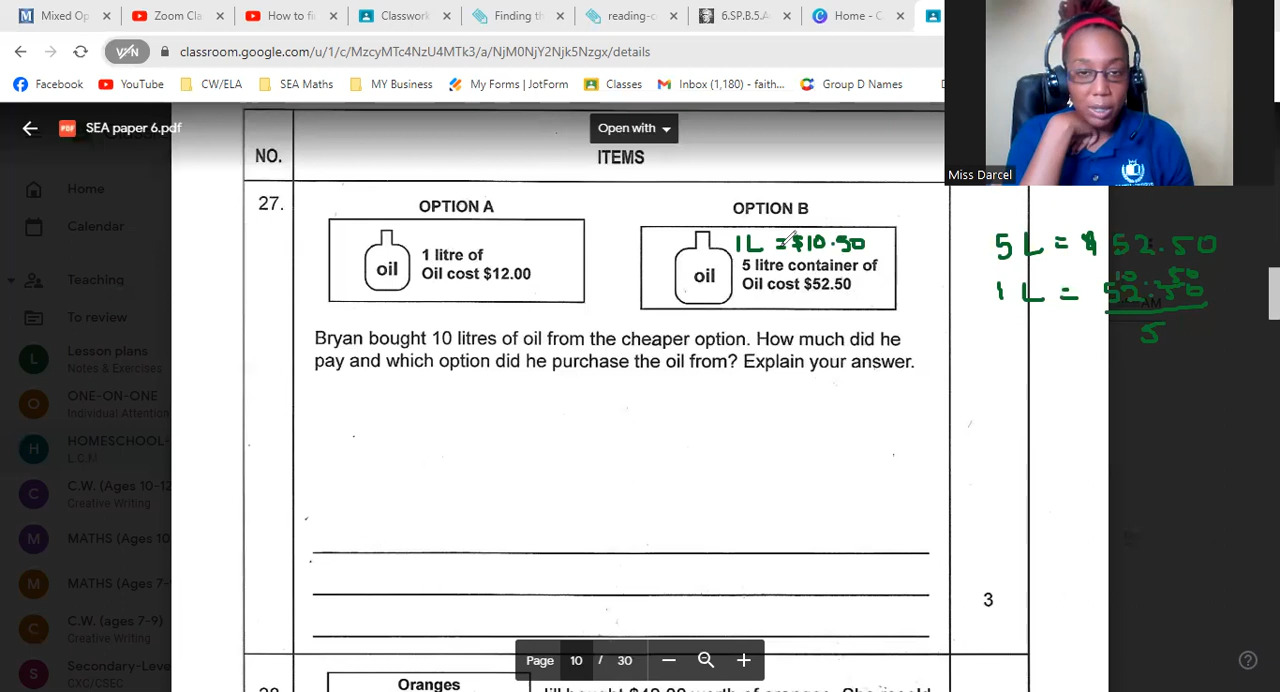 Mixed Op
Zoom Cla
How to fi
Classwork
Finding th
reading-c
6.SP.B.5.A
Home - C
classroom.google.com/u/1/c/MzcyMTc4NzU4MTk3/a/NjM0NjY2Njk5Nzgx/details
Facebook
YouTube
CW/ELA
SEA Maths
My Business
My Forms | JotForm
Classes
Inbox (1,180) - faith...
Group D Names
Miss Darcel
PDF
SEA paper 6.pdf
Open with
Home
Calendar
Teaching
To review
L
Lesson plans
Notes & Exercises
O
ONE-ON-ONE
Individual Attention
H
HOMESCHOOL-
L.C.M
C
C.W. (Ages 10-12
Creative Writing
M
MATHS (Ages 10
M
MATHS (Ages 7-
C
C.W. (ages 7-9)
Creative Writing
S
Secondary-Level
CXC/CSEC
NO.
ITEMS
27.
OPTION A
oil
1 litre of
Oil cost $12.00
OPTION B
1L = $10.50
oil
5 litre container of
Oil cost $52.50
5 L = $ 52.50
10 50
1 L = 52.50
5
Bryan bought 10 litres of oil from the cheaper option. How much did he
pay and which option did he purchase the oil from? Explain your answer.
3
Page 10 / 30
28.
Oranges